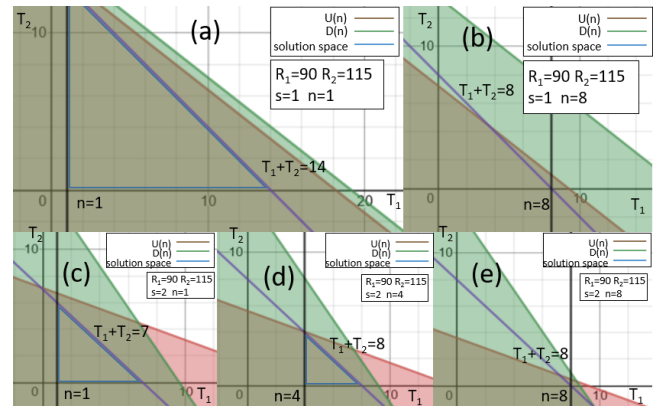 T₂
U(n)
D(n)
solution space
(a)
R₁=90 R₂=115
s=1 n=1
10
T₁+T₂=14
0
n=1
10
20
T₁
T₂
U(n)
D(n)
solution space
(b)
R₁=90 R₂=115
s=1 n=8
10
T₁+T₂=8
0
n=8
10
T₁
T₂
U(n)
D(n)
solution space
(c)
R₁=90 R₂=115
s=2 n=1
10
T₁+T₂=7
0
n=1
10
T₁
T₂
U(n)
D(n)
solution space
(d)
R₁=90 R₂=115
s=2 n=4
10
T₁+T₂=8
0
n=4
10
T₁
T₂
U(n)
D(n)
solution space
(e)
R₁=90 R₂=115
s=2 n=8
10
T₁+T₂=8
0
n=8
10
T₁